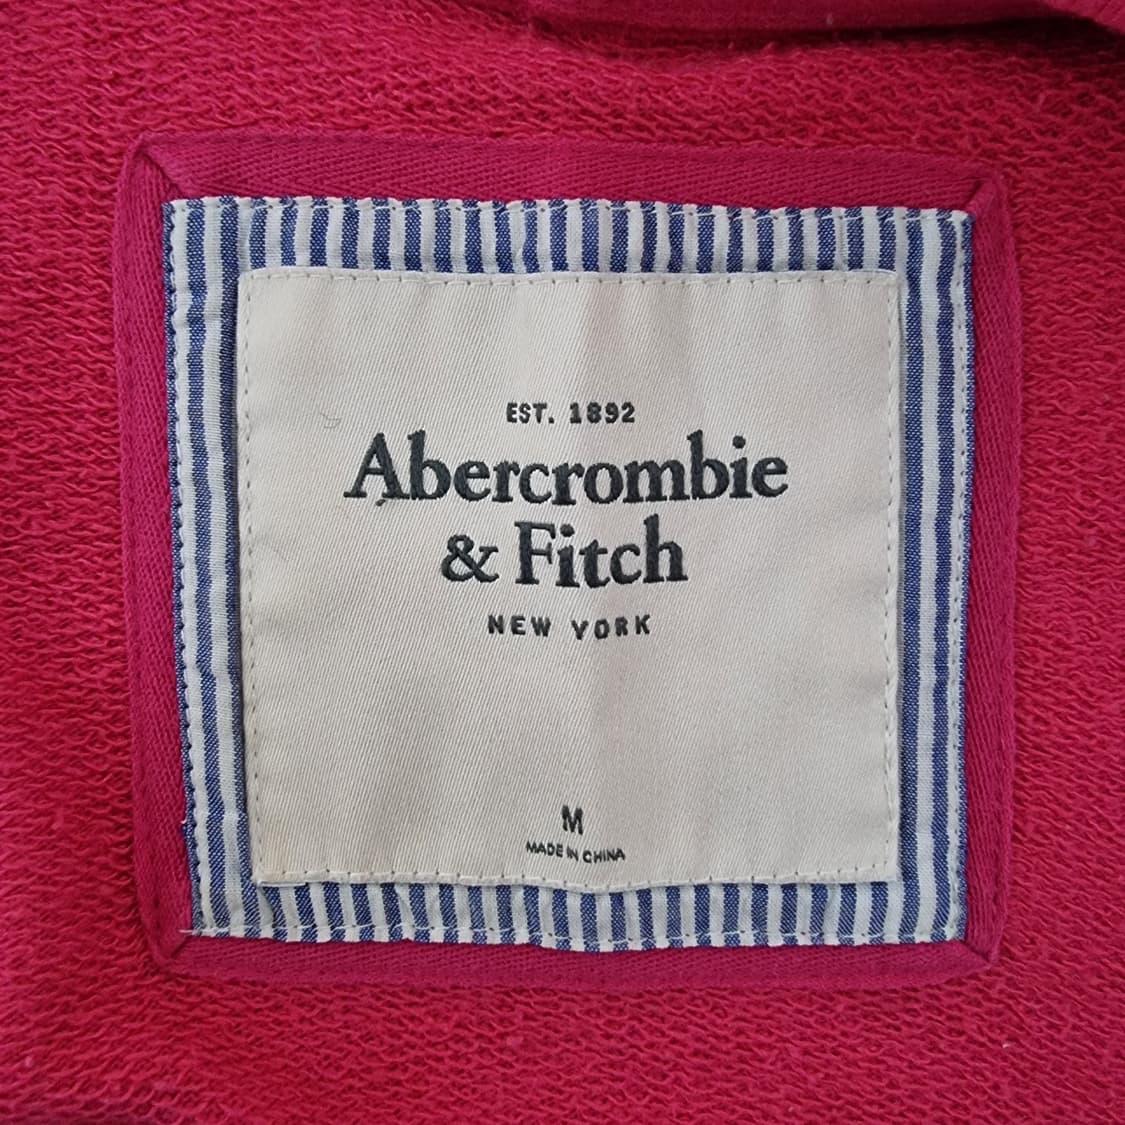 EST. 1892
Abercrombie
& Fitch
NEW YORK
M
MADE IN CHINA